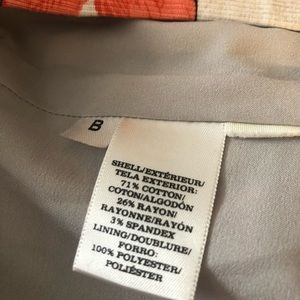 B
SHELL/EXTÉRIEUR/
TELA EXTERIOR:
71% COTTON/
COTON/ALGODÓN
26% RAYON/
RAYONNE/RAYÓN
3% SPANDEX
LINING/DOUBLURE/
FORRO:
100% POLYESTER/
POLIÉSTER